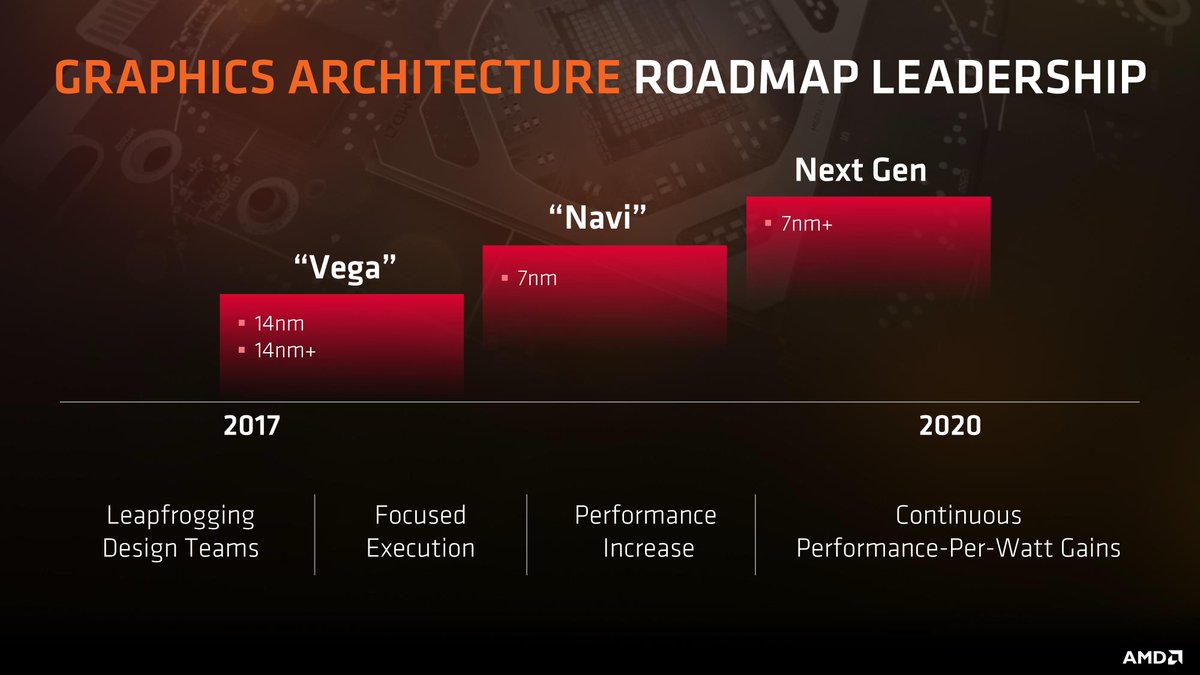 GRAPHICS ARCHITECTURE ROADMAP LEADERSHIP
“Vega”
14nm
14nm+
“Navi”
7nm
Next Gen
7nm+
2017
2020
Leapfrogging
Design Teams
Focused
Execution
Performance
Increase
Continuous
Performance-Per-Watt Gains
AMD